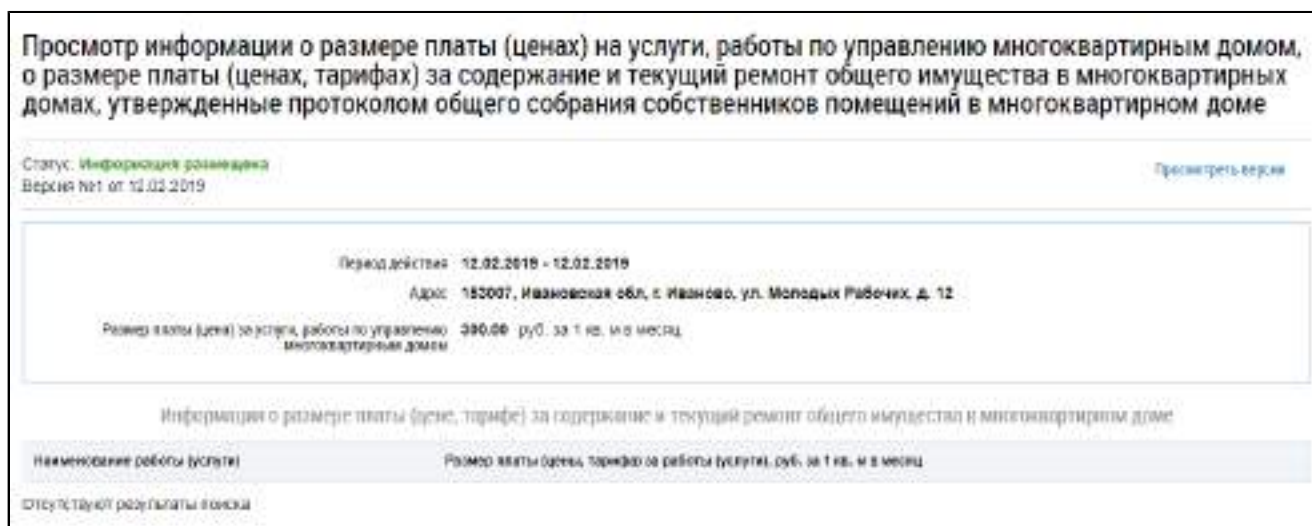 Просмотр информации о размере платы (ценах) на услуги, работы по управлению многоквартирным домом,
о размере платы (ценах, тарифах) за содержание и текущий ремонт общего имущества в многоквартирных
домах, утвержденные протоколом общего собрания собственников помещений в многоквартирном доме
Статус: Информация размещена
Версия №1 от 12.02.2019
Просмотреть версии
Период действия 12.02.2019 - 12.02.2019
Адрес 153007, Ивановская обл, г. Иваново, ул. Молодых Рабочих, д. 12
Размер платы (цена) за услуги, работы по управлению 300.00 руб. за 1 кв. м в месяц
многоквартирным домом
Информация о размере платы (цене, тарифе) за содержание и текущий ремонт общего имущества в многоквартирном доме
Наименование работы (услуги) Размер платы (цены, тарифа) за работы (услуги), руб. за 1 кв. м в месяц
Отсутствуют результаты поиска